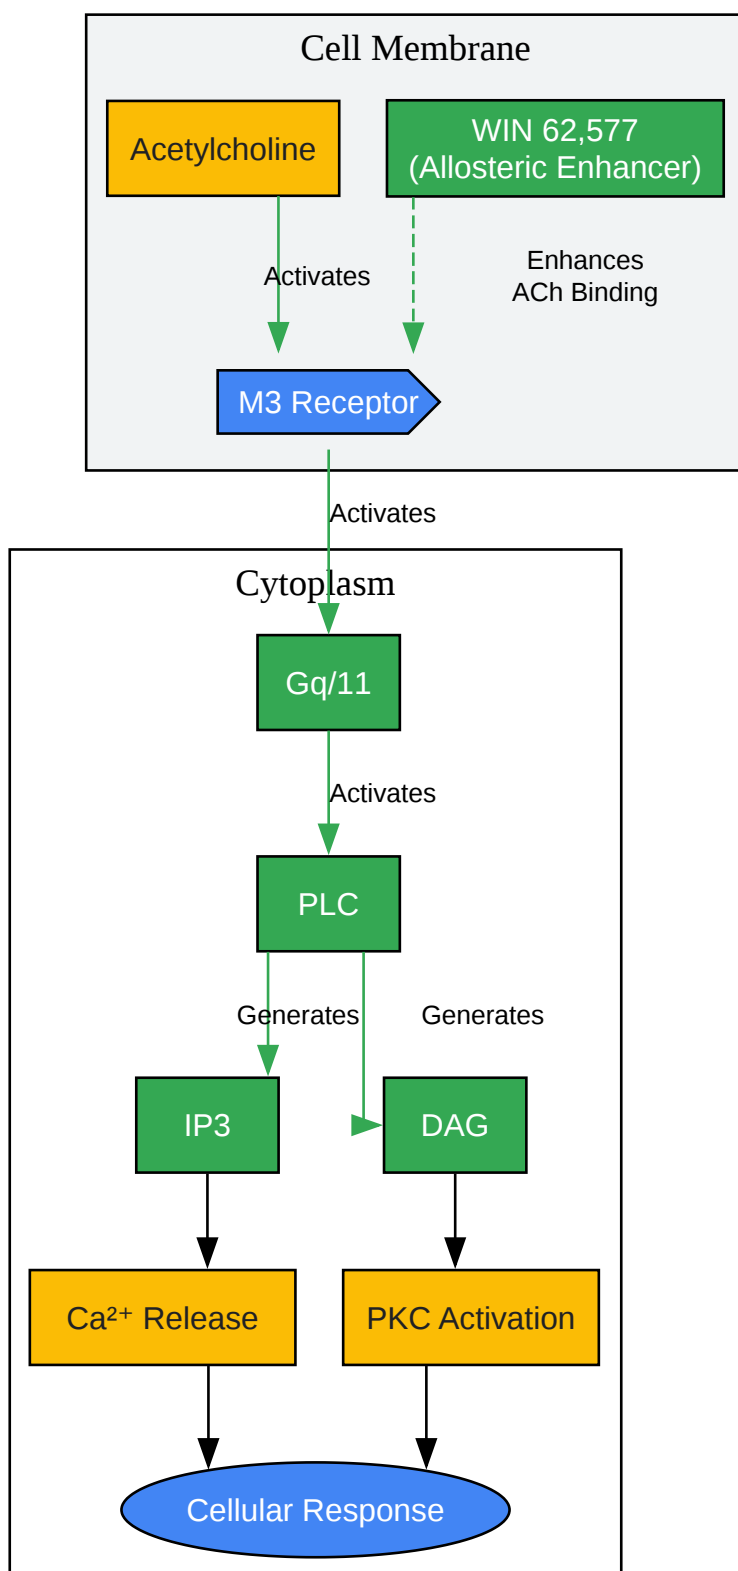 Cell Membrane
Acetylcholine
WIN 62,577
(Allosteric Enhancer)
Activates
Enhances
ACh Binding
M3 Receptor
Activates
Cytoplasm
Gq/11
Activates
PLC
Generates
Generates
IP3
DAG
Ca²⁺ Release
PKC Activation
Cellular Response